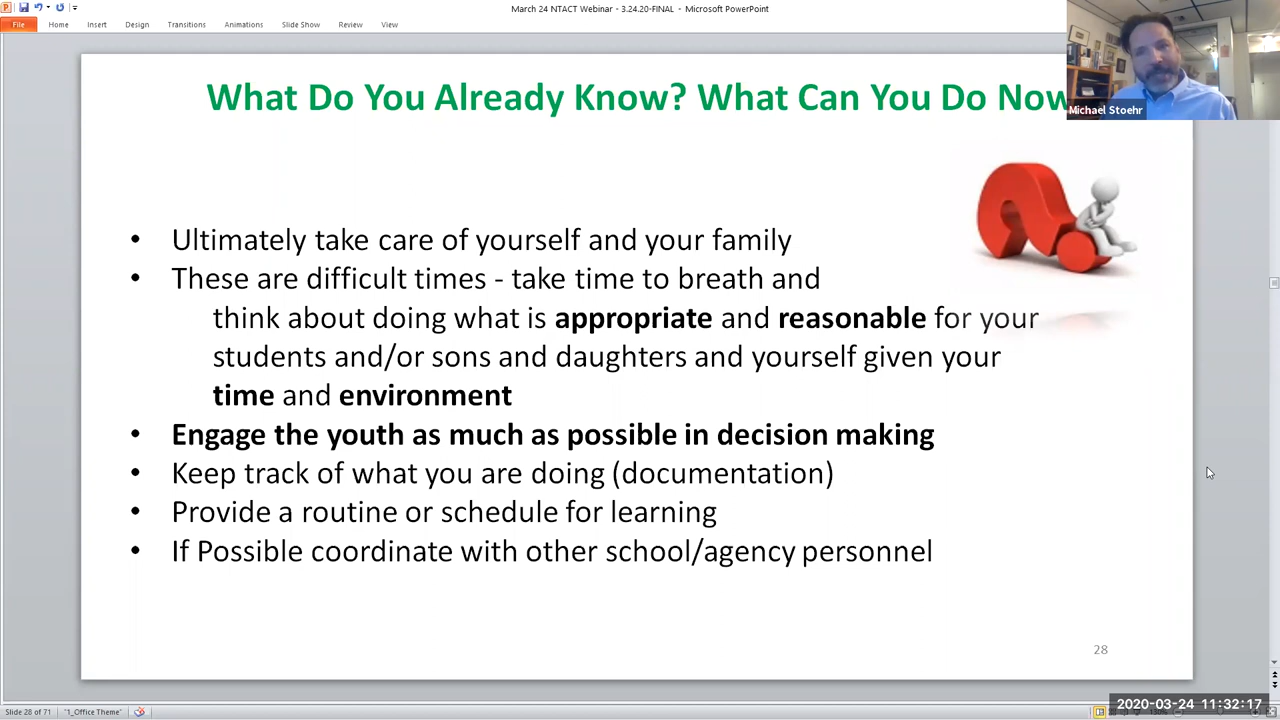 March 24 NTACT Webinar - 3.24.20-FINAL - Microsoft PowerPoint
File Home Insert Design Transitions Animations Slide Show Review View
What Do You Already Know? What Can You Do Now
Michael Stoehr
• Ultimately take care of yourself and your family
• These are difficult times - take time to breath and
think about doing what is appropriate and reasonable for your
students and/or sons and daughters and yourself given your
time and environment
• Engage the youth as much as possible in decision making
• Keep track of what you are doing (documentation)
• Provide a routine or schedule for learning
• If Possible coordinate with other school/agency personnel
28
Slide 28 of 71 "1_Office Theme"
2020-03-24 11:32:17